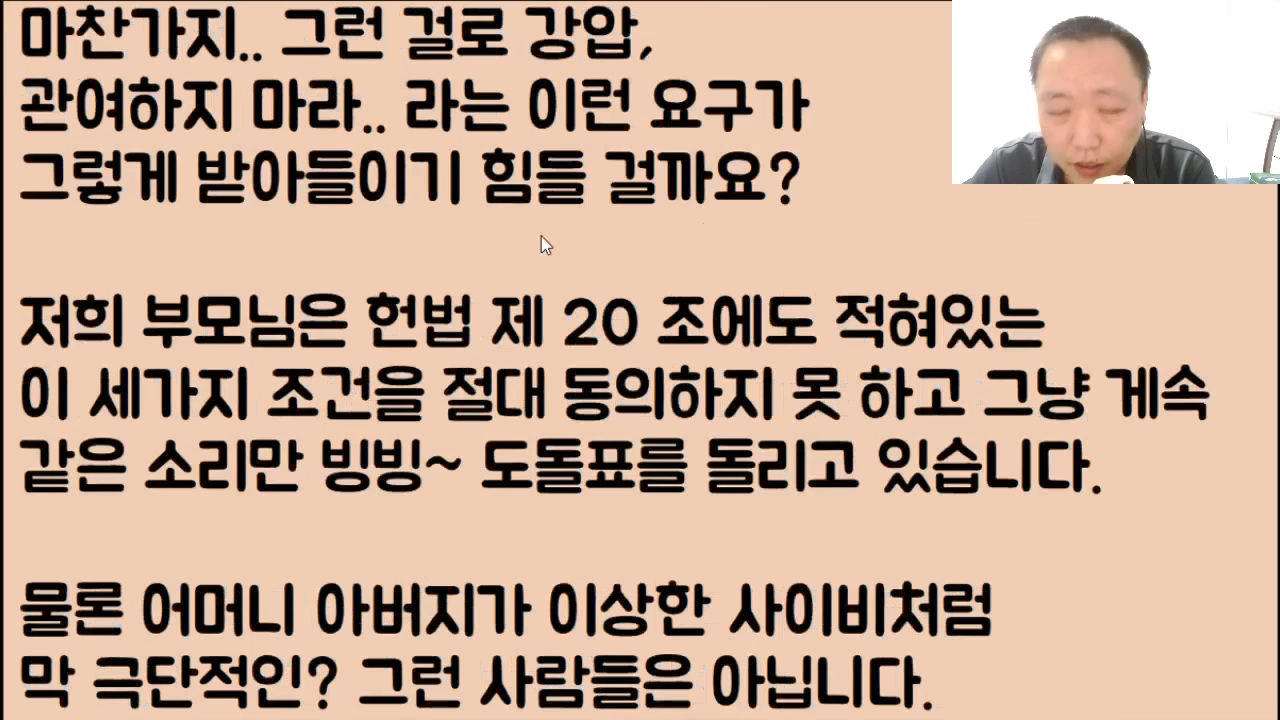 마찬가지.. 그런 걸로 강압,
관여하지 마라.. 라는 이런 요구가
그렇게 받아들이기 힘들 걸까요?
저희 부모님은 헌법 제 20 조에도 적혀있는
이 세가지 조건을 절대 동의하지 못 하고 그냥 게속
같은 소리만 빙빙~ 도돌표를 돌리고 있습니다.
물론 어머니 아버지가 이상한 사이비처럼
막 극단적인? 그런 사람들은 아닙니다.